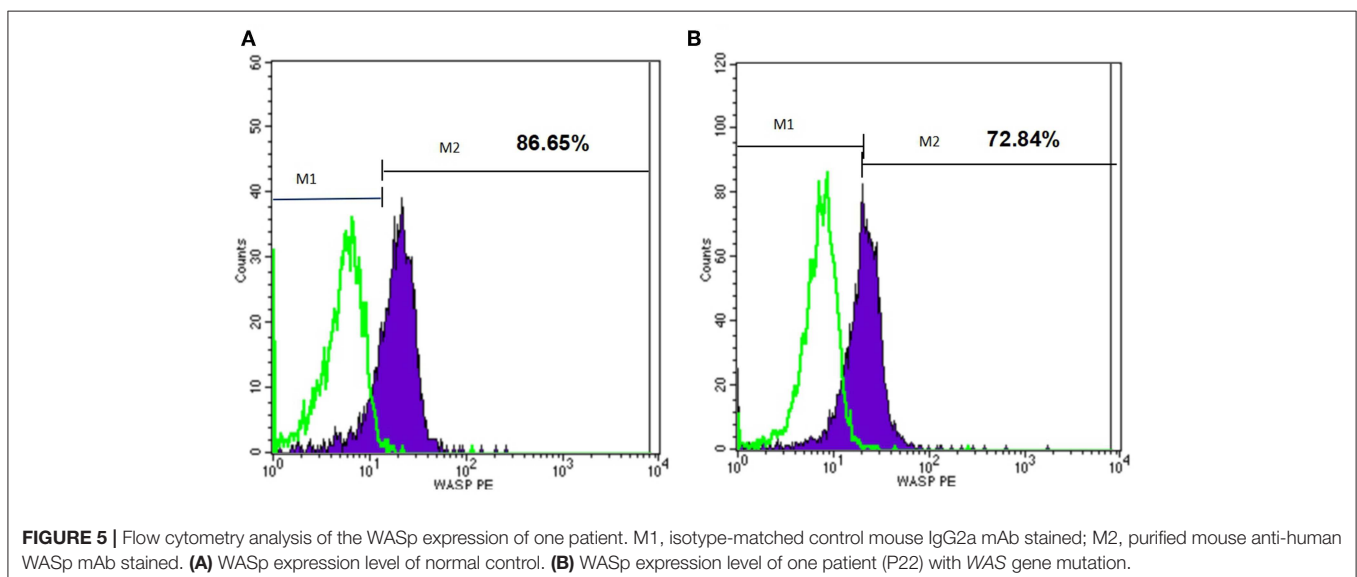 A
60
50
40
30
20
10
0
Counts
M1
M2
86.65%
10^0
10^1
10^2
10^3
10^4
WASP PE
B
120
100
80
60
40
20
0
Counts
M1
M2
72.84%
10^0
10^1
10^2
10^3
10^4
WASP PE
FIGURE 5 | Flow cytometry analysis of the WASp expression of one patient. M1, isotype-matched control mouse IgG2a mAb stained; M2, purified mouse anti-human
WASp mAb stained. (A) WASp expression level of normal control. (B) WASp expression level of one patient (P22) with WAS gene mutation.